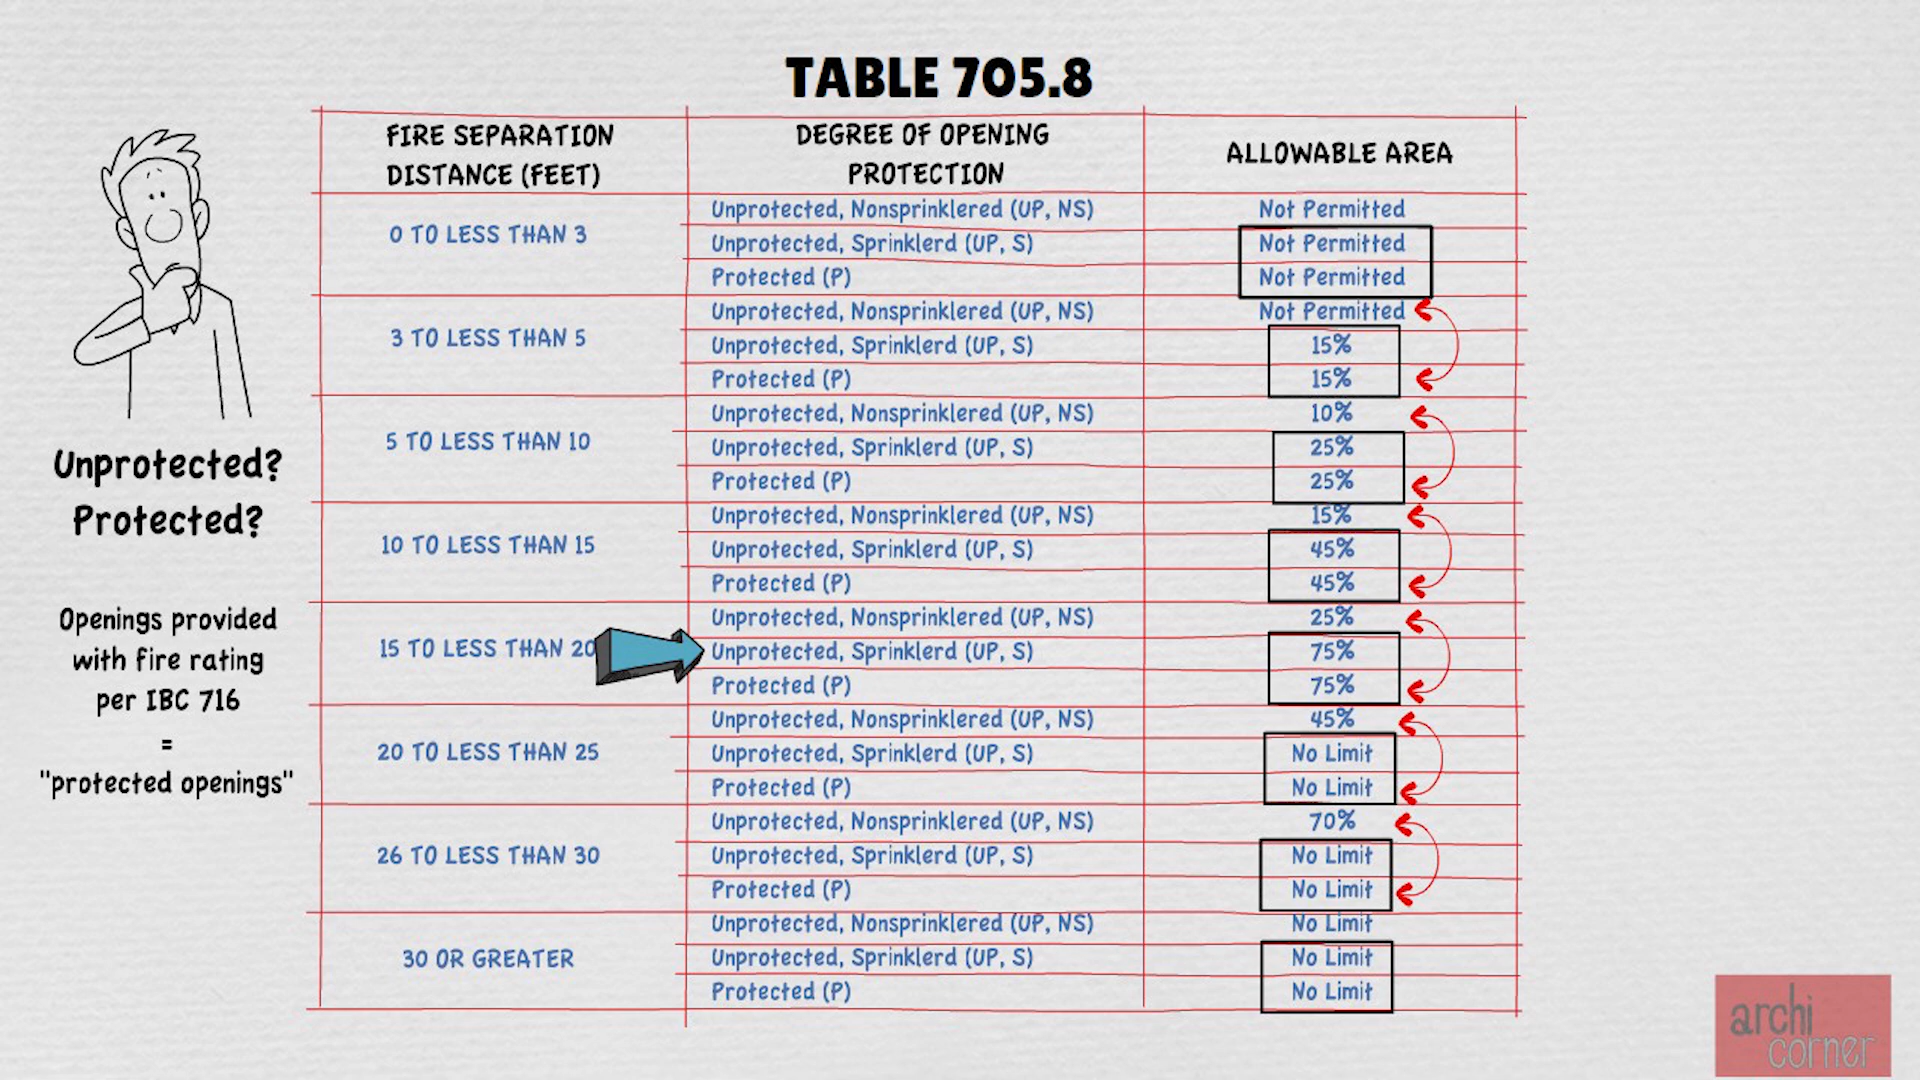 TABLE 705.8
FIRE SEPARATION
DISTANCE (FEET)
DEGREE OF OPENING
PROTECTION
ALLOWABLE AREA
0 TO LESS THAN 3
Unprotected, Nonsprinklered (UP, NS) Not Permitted
Unprotected, Sprinklerd (UP, S) Not Permitted
Protected (P) Not Permitted
3 TO LESS THAN 5
Unprotected, Nonsprinklered (UP, NS) Not Permitted
Unprotected, Sprinklerd (UP, S) 15%
Protected (P) 15%
5 TO LESS THAN 10
Unprotected, Nonsprinklered (UP, NS) 10%
Unprotected, Sprinklerd (UP, S) 25%
Protected (P) 25%
10 TO LESS THAN 15
Unprotected, Nonsprinklered (UP, NS) 15%
Unprotected, Sprinklerd (UP, S) 45%
Protected (P) 45%
15 TO LESS THAN 20
Unprotected, Nonsprinklered (UP, NS) 25%
Unprotected, Sprinklerd (UP, S) 75%
Protected (P) 75%
20 TO LESS THAN 25
Unprotected, Nonsprinklered (UP, NS) 45%
Unprotected, Sprinklerd (UP, S) No Limit
Protected (P) No Limit
26 TO LESS THAN 30
Unprotected, Nonsprinklered (UP, NS) 70%
Unprotected, Sprinklerd (UP, S) No Limit
Protected (P) No Limit
30 OR GREATER
Unprotected, Nonsprinklered (UP, NS) No Limit
Unprotected, Sprinklerd (UP, S) No Limit
Protected (P) No Limit
Unprotected?
Protected?
Openings provided
with fire rating
per IBC 716
=
"protected openings"
archi
corner